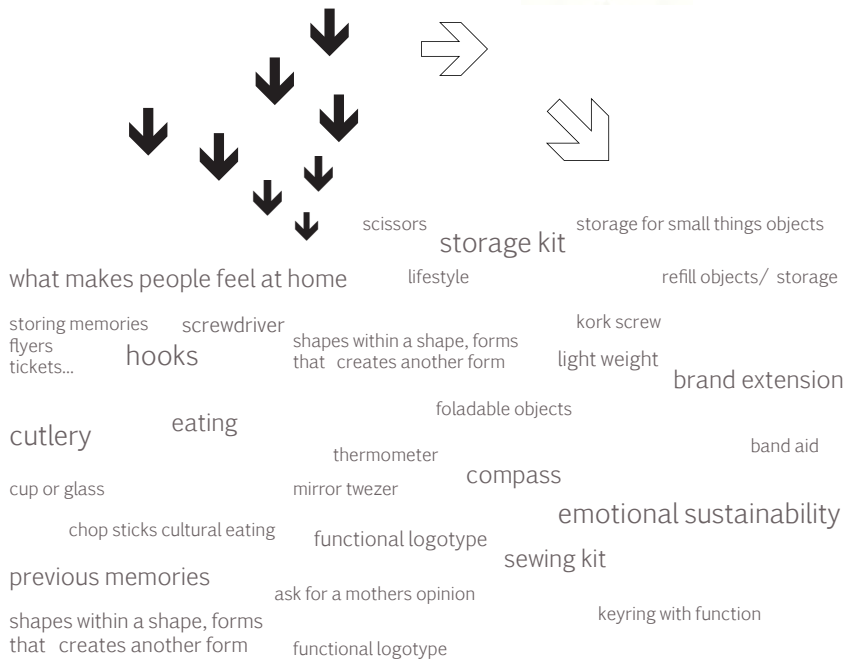 scissors
storage for small things objects
storage kit
what makes people feel at home
lifestyle
refill objects/ storage
storing memories
flyers
tickets...
screwdriver
hooks
shapes within a shape, forms
that creates another form
kork screw
light weight
brand extension
foladable objects
eating
cutlery
thermometer
band aid
compass
cup or glass
mirror twezer
emotional sustainability
chop sticks cultural eating
functional logotype
sewing kit
previous memories
ask for a mothers opinion
keyring with function
shapes within a shape, forms
that creates another form
functional logotype